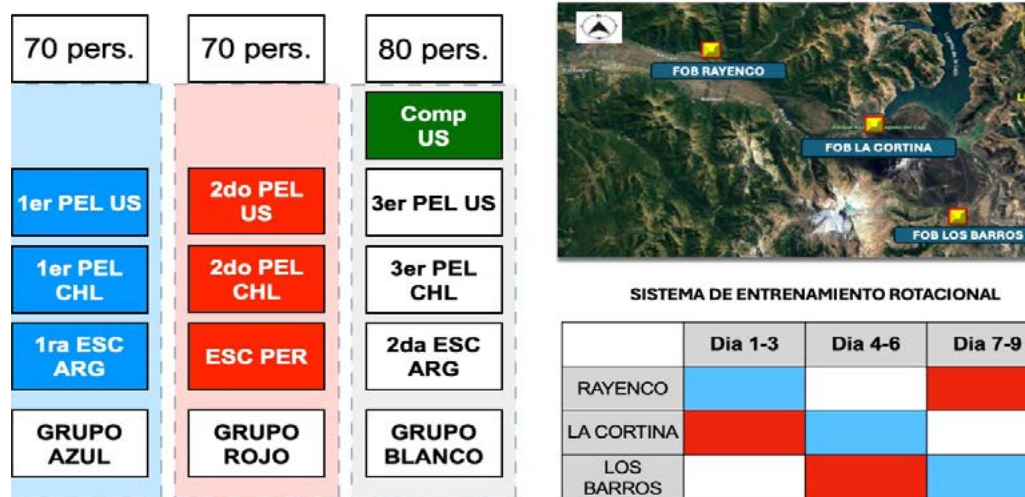 70 pers.
70 pers.
80 pers.
Comp
US
1er PEL US
2do PEL
US
3er PEL US
1er PEL
CHL
2do PEL
CHL
3er PEL
CHL
1ra ESC
ARG
ESC PER
2da ESC
ARG
GRUPO
AZUL
GRUPO
ROJO
GRUPO
BLANCO
FOB RAYENCO
FOB LA CORTINA
FOB LOS BARROS
SISTEMA DE ENTRENAMIENTO ROTACIONAL
Dia 1-3
Dia 4-6
Dia 7-9
RAYENCO
LA CORTINA
LOS
BARROS